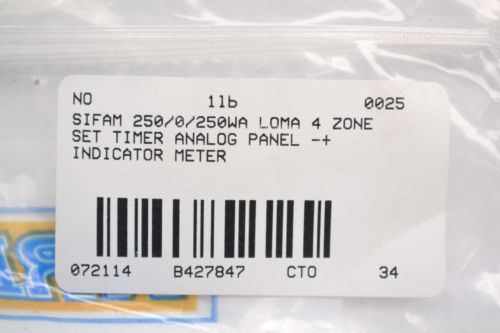 NO 11b 0025
SIFAM 250/0/250WA LOMA 4 ZONE
SET TIMER ANALOG PANEL -+
INDICATOR METER
072114 B427847 CTO 34